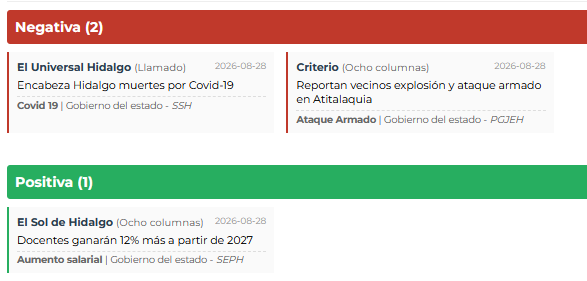 Negativa (2)
El Universal Hidalgo (Llamado) 2026-08-28
Encabeza Hidalgo muertes por Covid-19
Covid 19 | Gobierno del estado - SSH
Criterio (Ocho columnas) 2026-08-28
Reportan vecinos explosión y ataque armado
en Atitalaquia
Ataque Armado | Gobierno del estado - PGJEH
Positiva (1)
El Sol de Hidalgo (Ocho columnas) 2026-08-28
Docentes ganarán 12% más a partir de 2027
Aumento salarial | Gobierno del estado - SEPH